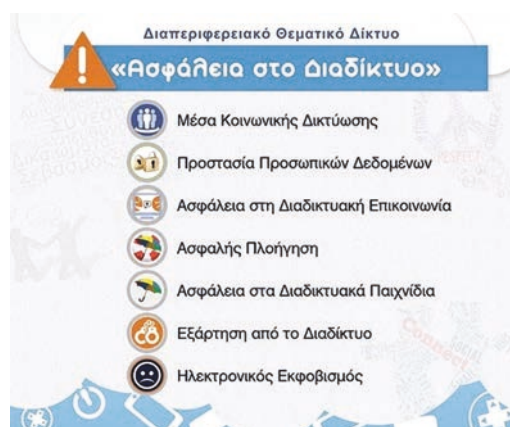 Διαπεριφερειακό Θεματικό Δίκτυο
«Ασφάλεια στο Διαδίκτυο»
Μέσα Κοινωνικής Δικτύωσης
Προστασία Προσωπικών Δεδομένων
Ασφάλεια στη Διαδικτυακή Επικοινωνία
Ασφαλής Πλοήγηση
Ασφάλεια στα Διαδικτυακά Παιχνίδια
Εξάρτηση από το Διαδίκτυο
Connect
Ηλεκτρονικός Εκφοβισμός